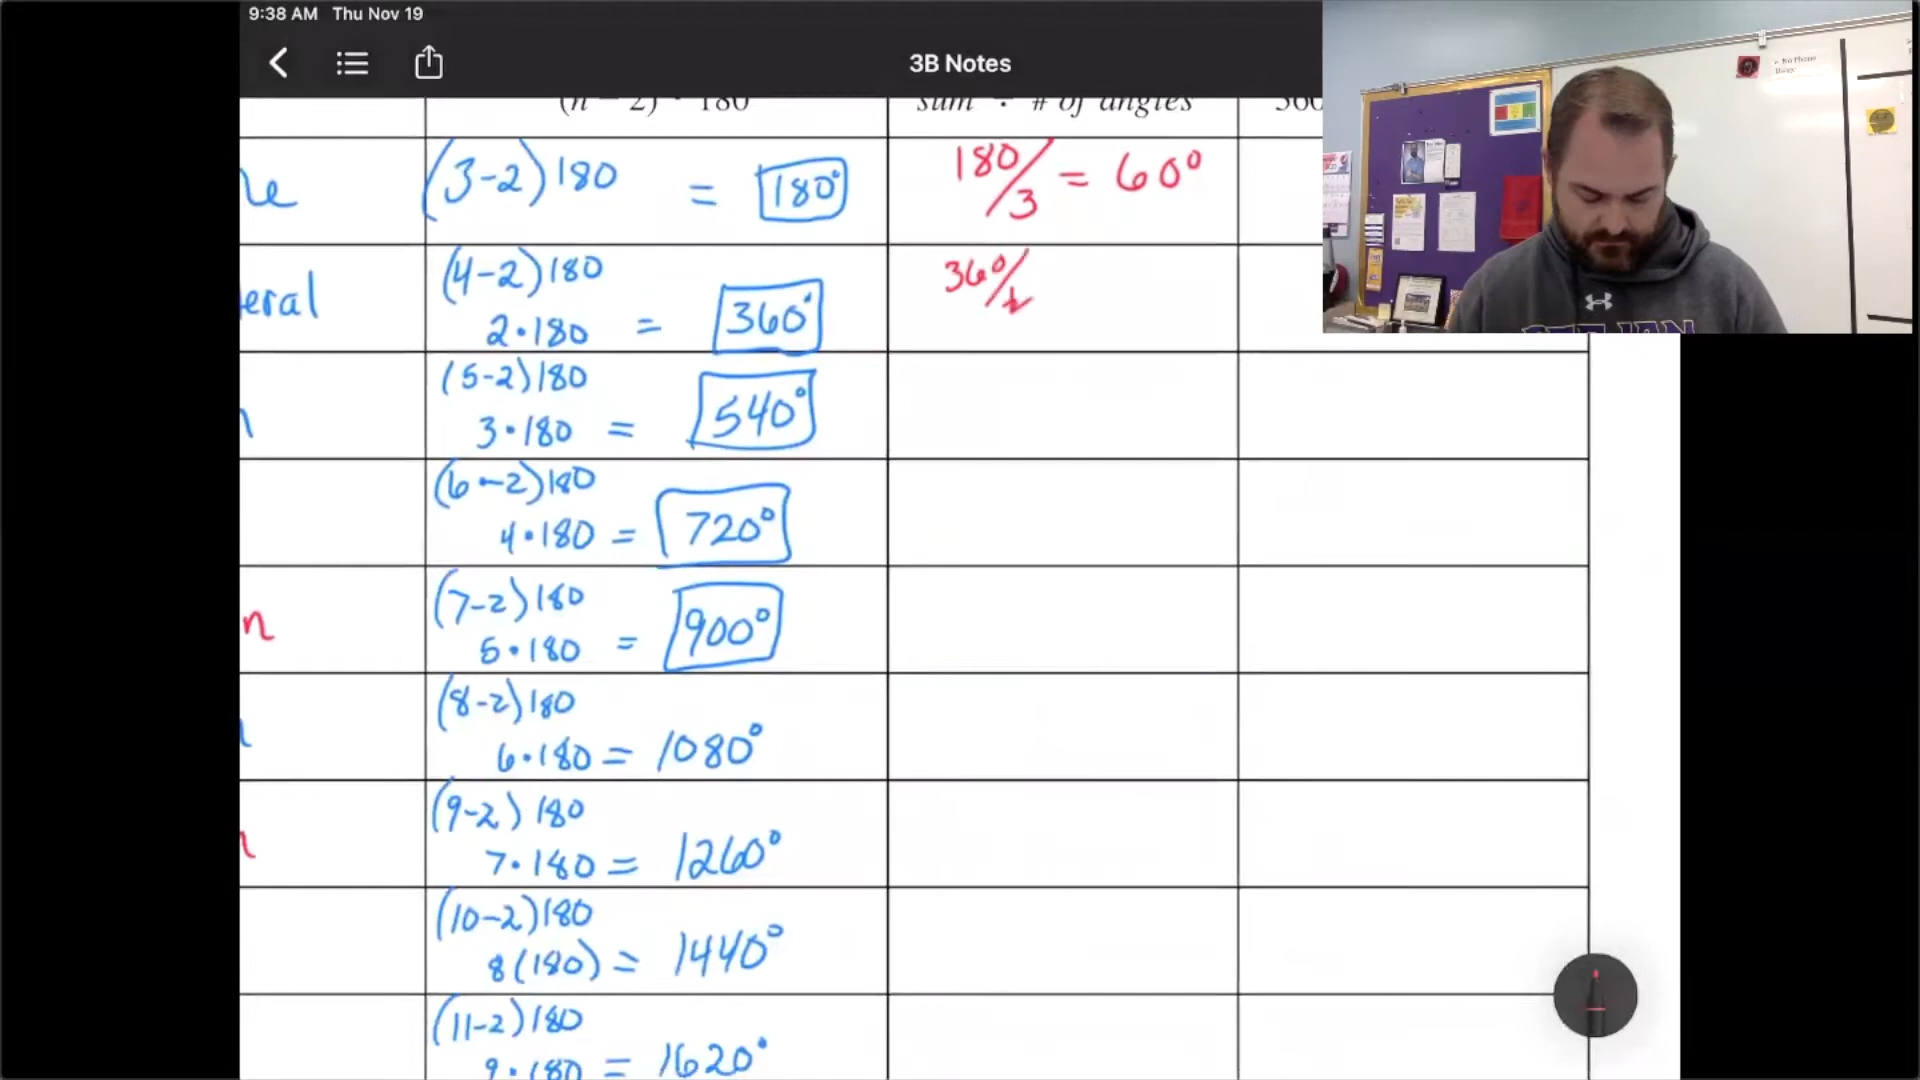 9:38 AM Thu Nov 19
3B Notes
(n − 2) · 180
sum ÷ # of angles
360
(3-2)180 = 180°
180/3 = 60°
eral
(4-2)180
2•180 = 360°
360/
(5-2)180
3•180 = 540°
(6-2)180
4•180 = 720°
n
(7-2)180
5•180 = 900°
(8-2)180
6•180 = 1080°
(9-2)180
7•180 = 1260°
(10-2)180
8(180) = 1440°
(11-2)180
9•180 = 1620°
No Phone